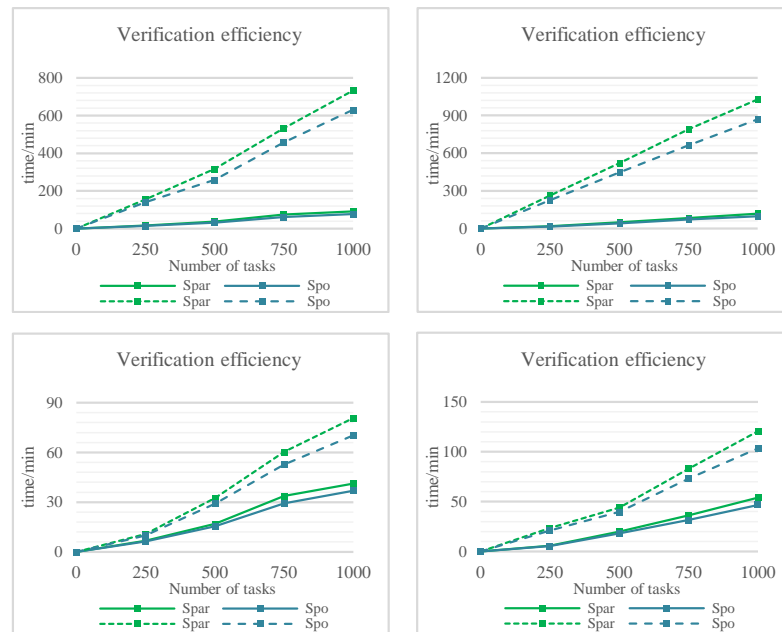 Verification efficiency
800
600
400
200
0
time/min
0 250 500 750 1000
Number of tasks
Spar Spo
Spar Spo
Verification efficiency
1200
900
600
300
0
time/min
0 250 500 750 1000
Number of tasks
Spar Spo
Spar Spo
Verification efficiency
90
60
30
0
time/min
0 250 500 750 1000
Number of tasks
Spar Spo
Spar Spo
Verification efficiency
150
100
50
0
time/min
0 250 500 750 1000
Number of tasks
Spar Spo
Spar Spo